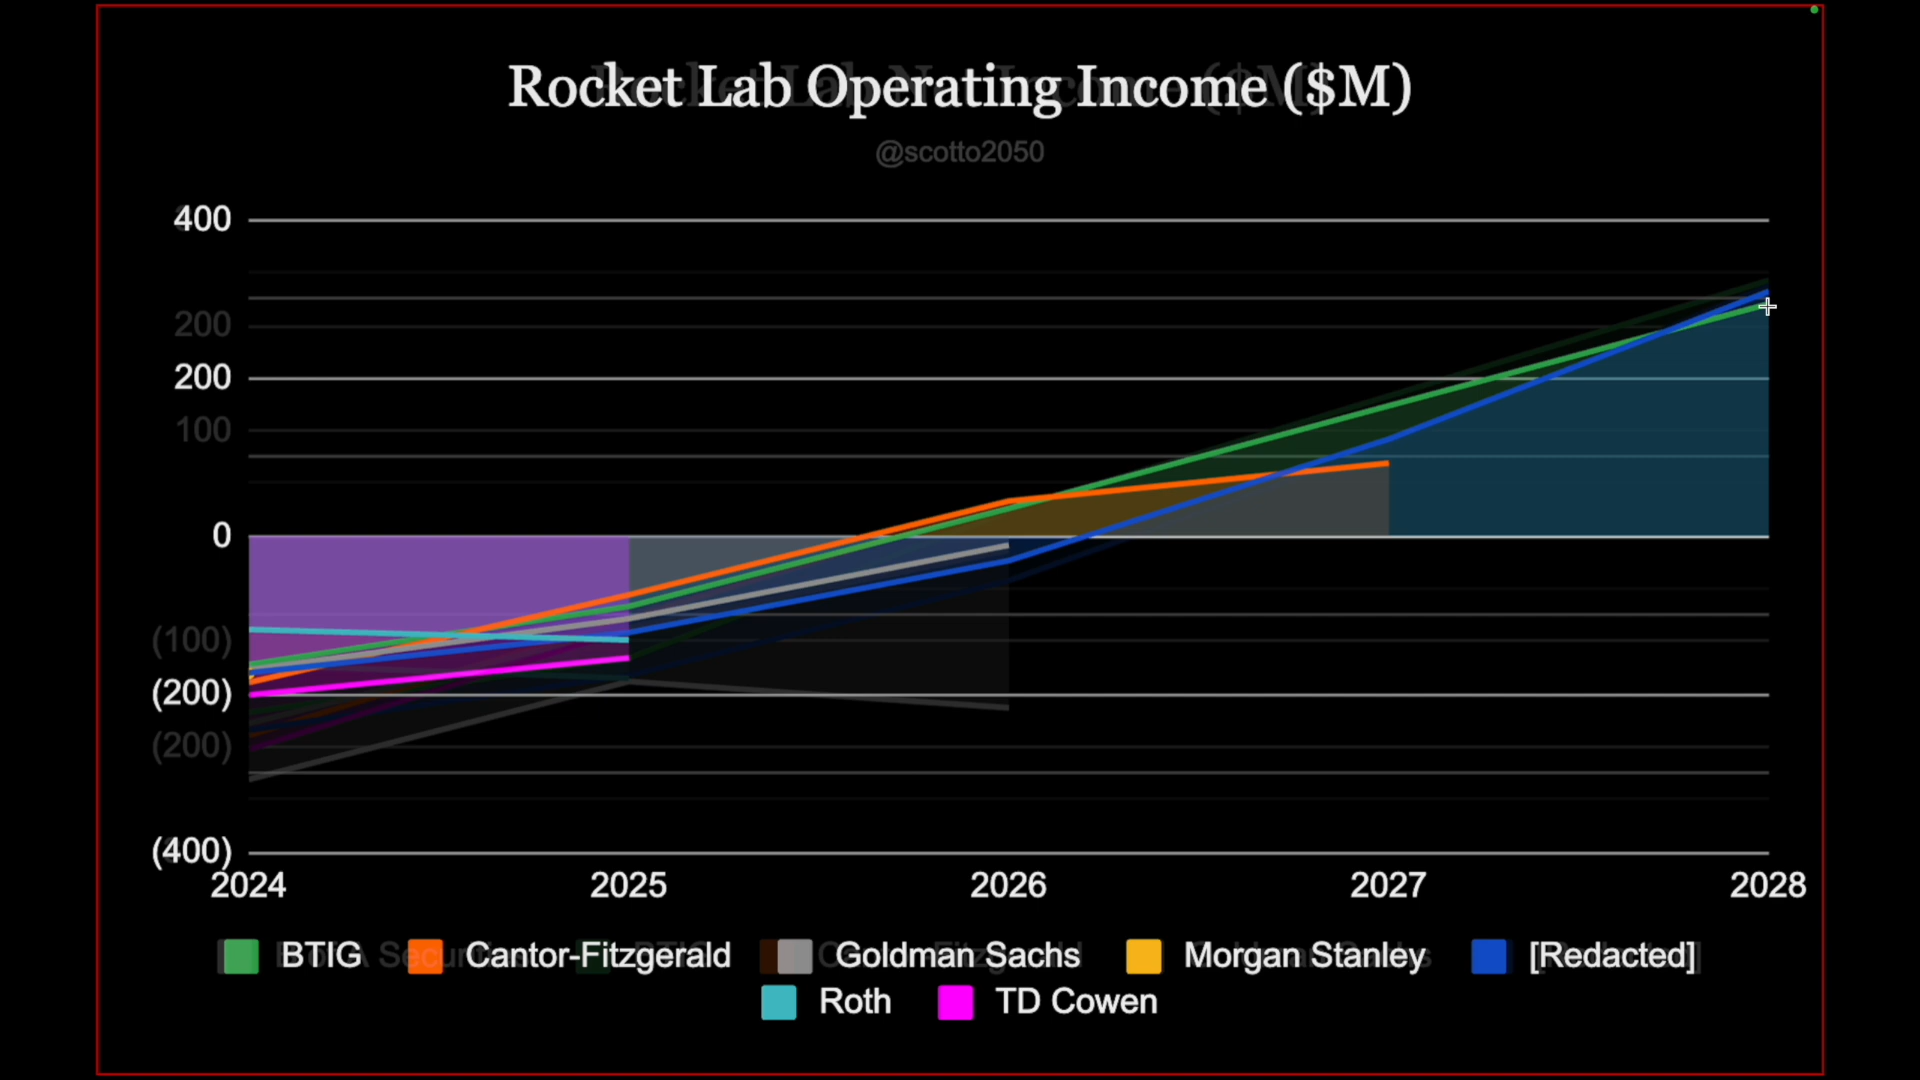 Rocket Lab Operating Income ($M)
@scotto2050
400
200
200
100
0
(100)
(200)
(200)
(400)
2024 2025 2026 2027 2028
BTIG Cantor-Fitzgerald Goldman Sachs Morgan Stanley [Redacted]
Roth TD Cowen